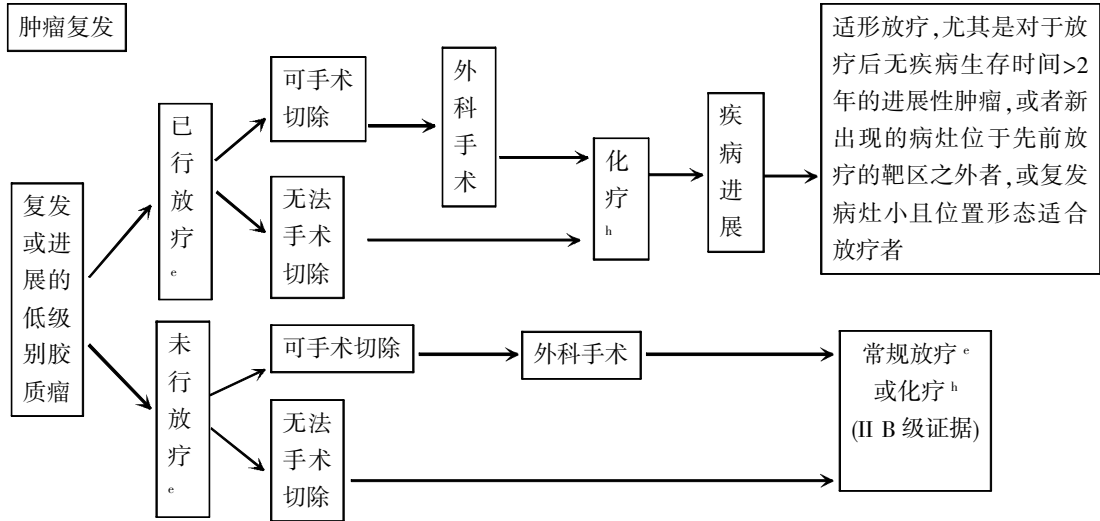 肿瘤复发
复发
或进
展的
低级
别胶
质瘤
已
行
放
疗
e
可手术
切除
外
科
手
术
无法
手术
切除
化
疗
h
疾
病
进
展
适形放疗,尤其是对于放
疗后无疾病生存时间>2
年的进展性肿瘤,或者新
出现的病灶位于先前放
疗的靶区之外者,或复发
病灶小且位置形态适合
放疗者
未
行
放
疗
e
可手术切除
外科手术
无法
手术
切除
常规放疗 e
或化疗 h
(II B 级证据)